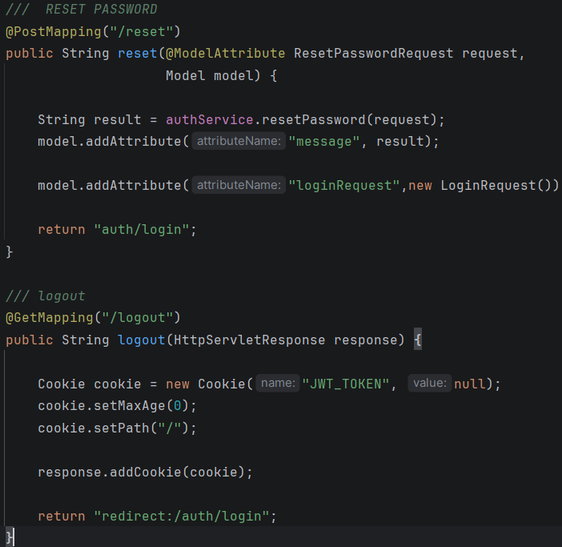 ///  RESET PASSWORD
@PostMapping("/reset")
public String reset(@ModelAttribute ResetPasswordRequest request,
                    Model model) {
    String result = authService.resetPassword(request);
    model.addAttribute( attributeName: "message", result);
    model.addAttribute( attributeName: "loginRequest",new LoginRequest())
    return "auth/login";
}
/// logout
@GetMapping("/logout")
public String logout(HttpServletResponse response) {
    Cookie cookie = new Cookie( name: "JWT_TOKEN", value: null);
    cookie.setMaxAge(0);
    cookie.setPath("/");
    response.addCookie(cookie);
    return "redirect:/auth/login";
}